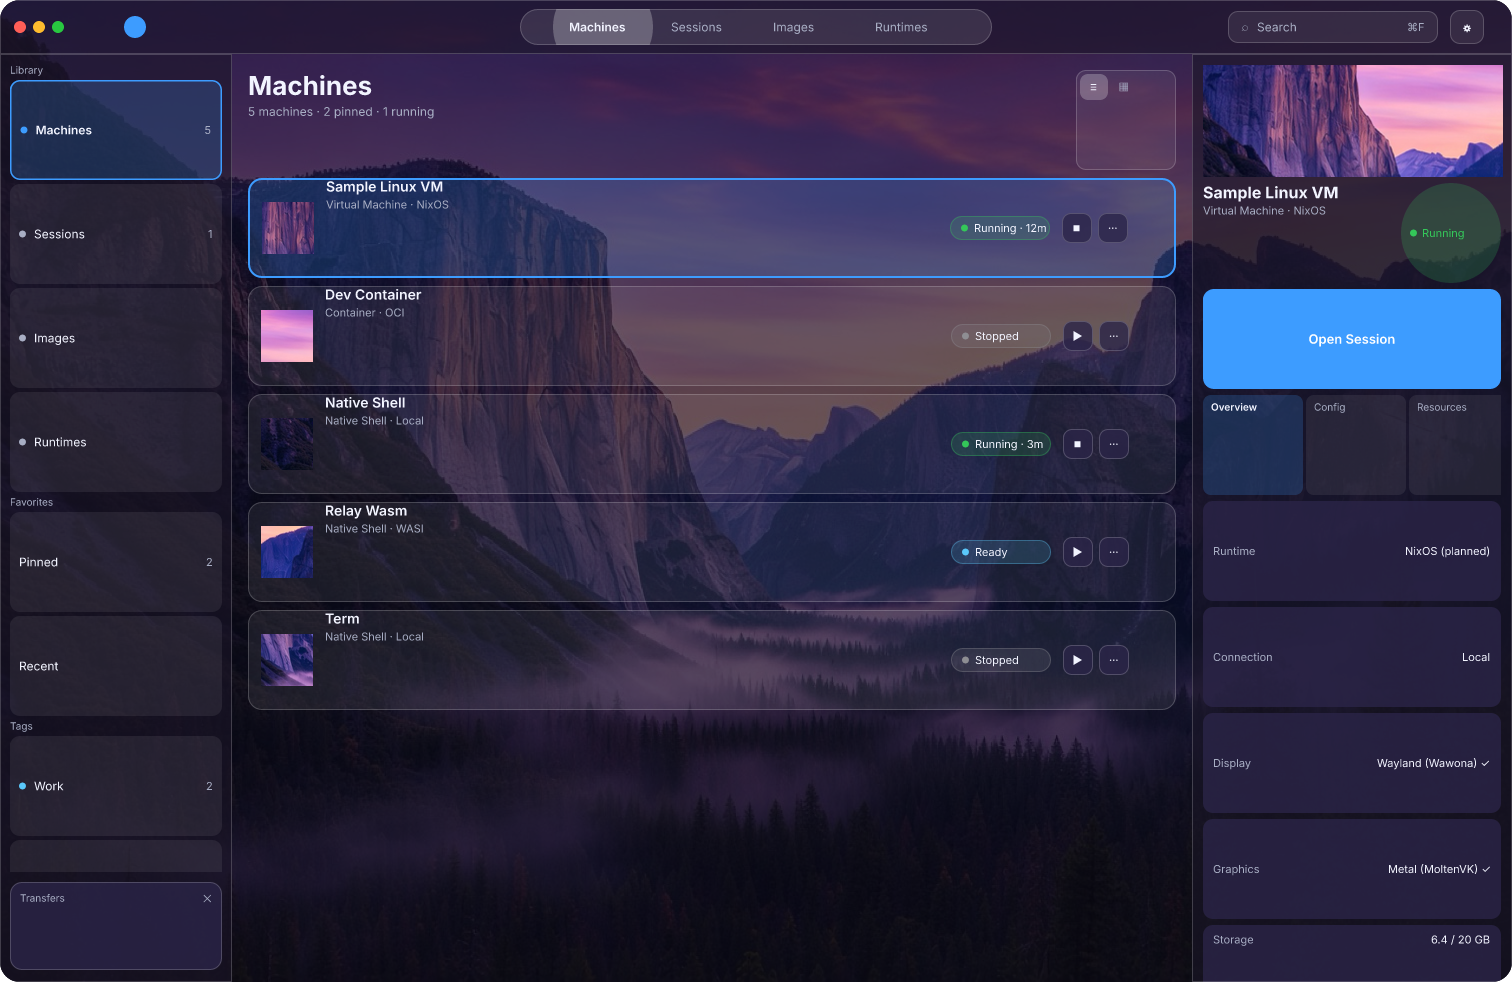 Machines
Sessions
Images
Runtimes
Search
⌘F
Library
Machines
5
Sessions
1
Images
Runtimes
Favorites
Pinned
2
Recent
Tags
Work
2
Transfers
Machines
5 machines · 2 pinned · 1 running
Sample Linux VM
Virtual Machine · NixOS
Running · 12m
Dev Container
Container · OCI
Stopped
Native Shell
Native Shell · Local
Running · 3m
Relay Wasm
Native Shell · WASI
Ready
Term
Native Shell · Local
Stopped
Sample Linux VM
Virtual Machine · NixOS
Running
Open Session
Overview
Config
Resources
Runtime
NixOS (planned)
Connection
Local
Display
Wayland (Wawona) ✓
Graphics
Metal (MoltenVK) ✓
Storage
6.4 / 20 GB